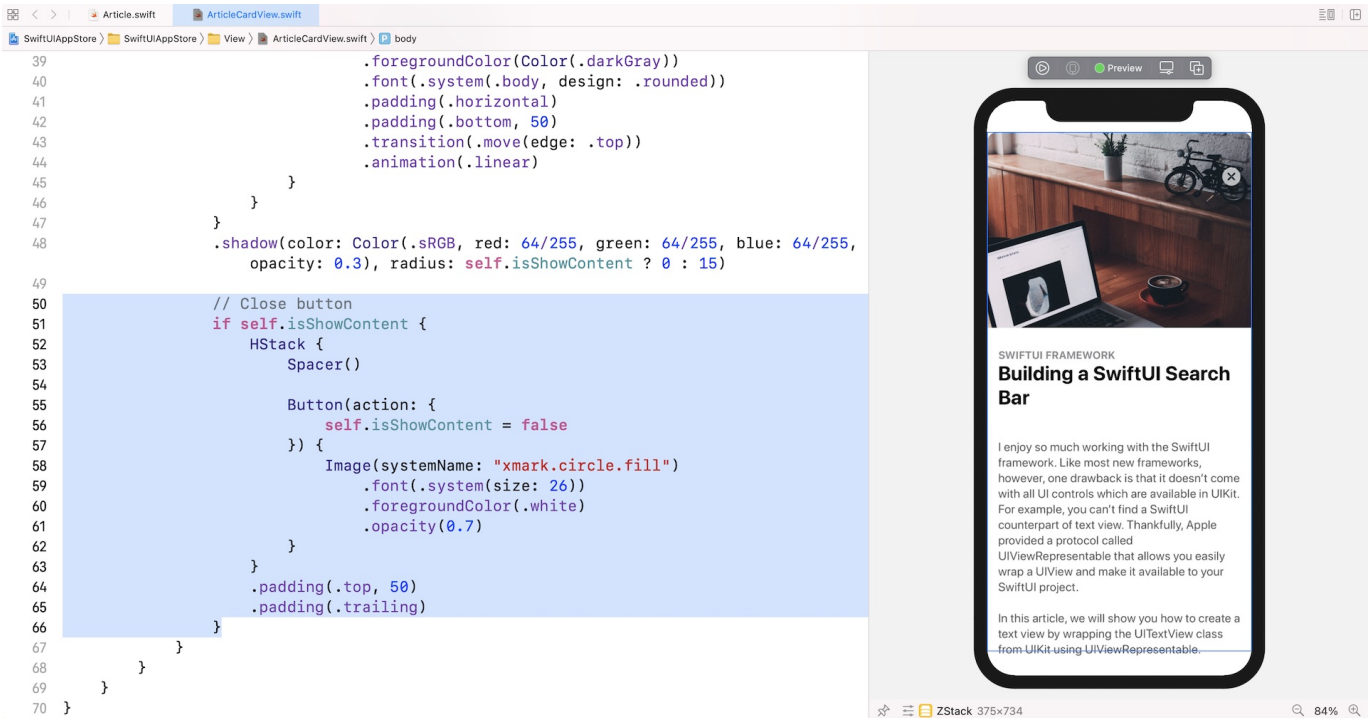 Article.swift
ArticleCardView.swift
SwiftUIAppStore
SwiftUIAppStore
View
ArticleCardView.swift
P body
39 .foregroundColor(Color(.darkGray))
40 .font(.system(.body, design: .rounded))
41 .padding(.horizontal)
42 .padding(.bottom, 50)
43 .transition(.move(edge: .top))
44 .animation(.linear)
45 }
46 }
47 }
48 .shadow(color: Color(.sRGB, red: 64/255, green: 64/255, blue: 64/255,
opacity: 0.3), radius: self.isShowContent ? 0 : 15)
49
50 // Close button
51 if self.isShowContent {
52 HStack {
53 Spacer()
54
55 Button(action: {
56 self.isShowContent = false
57 }) {
58 Image(systemName: "xmark.circle.fill")
59 .font(.system(size: 26))
60 .foregroundColor(.white)
61 .opacity(0.7)
62 }
63 }
64 .padding(.top, 50)
65 .padding(.trailing)
66 }
67 }
68 }
69 }
70 }
Preview
SWIFTUI FRAMEWORK
Building a SwiftUI Search
Bar
I enjoy so much working with the SwiftUI
framework. Like most new frameworks,
however, one drawback is that it doesn't come
with all UI controls which are available in UIKit.
For example, you can't find a SwiftUI
counterpart of text view. Thankfully, Apple
provided a protocol called
UIViewRepresentable that allows you easily
wrap a UIView and make it available to your
SwiftUI project.
In this article, we will show you how to create a
text view by wrapping the UITextView class
from UIKit using UIViewRepresentable.
ZStack 375×734
84%